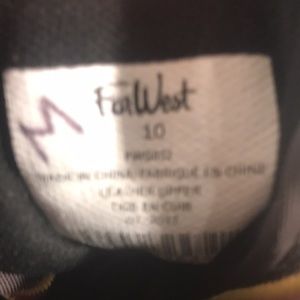 FarWest
10
MADE IN CHINA/FABRIQUÉ EN CHINE
LEATHER UPPER
TIGE EN CUIR